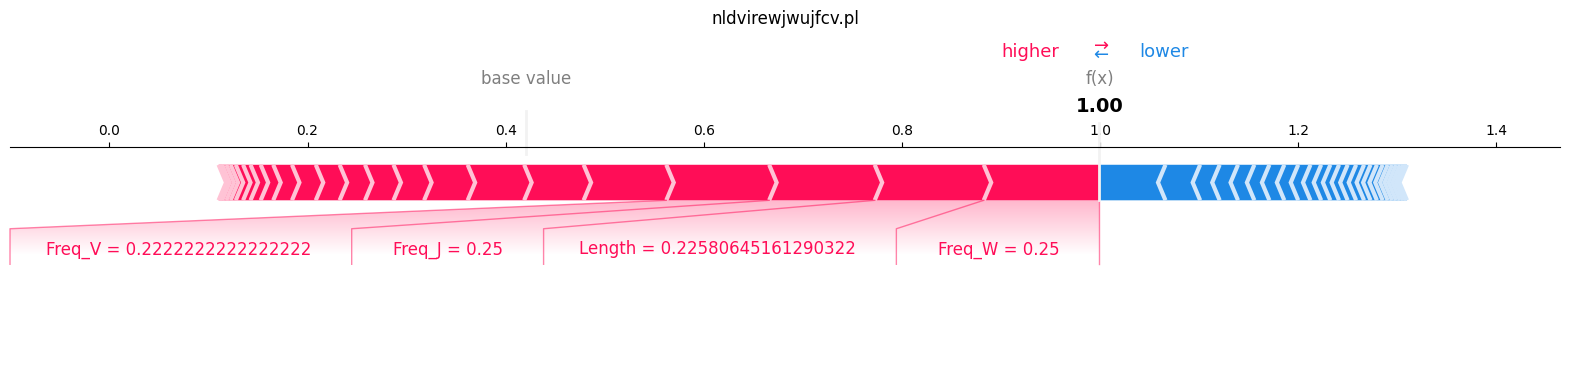 nldvirewjwujfcv.pl
higher ⇄ lower
base value f(x)
1.00
0.0 0.2 0.4 0.6 0.8 1.0 1.2 1.4
Freq_V = 0.2222222222222222 Freq_J = 0.25 Length = 0.22580645161290322 Freq_W = 0.25